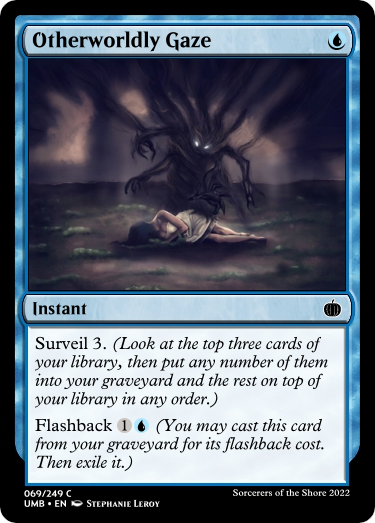 Otherworldly Gaze
Instant
Surveil 3. (Look at the top three cards of
your library, then put any number of them
into your graveyard and the rest on top of
your library in any order.)
Flashback 1 (You may cast this card
from your graveyard for its flashback cost.
Then exile it.)
069/249 C
UMB • EN Stephanie Leroy
Sorcerers of the Shore 2022